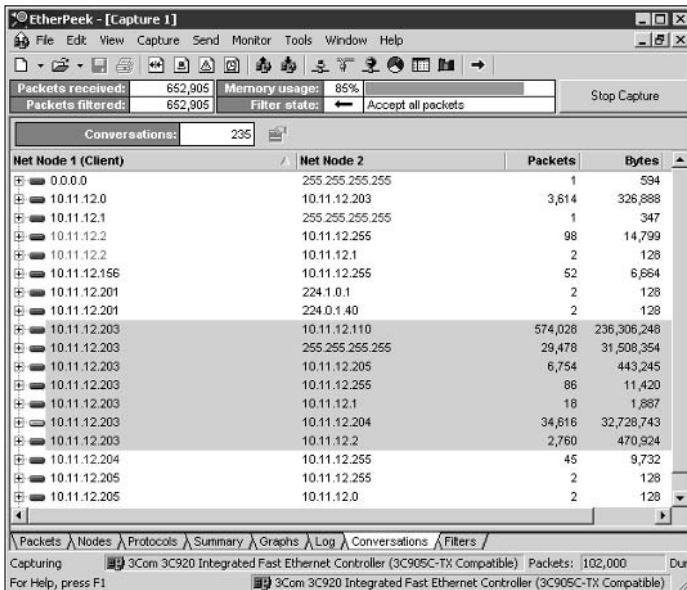 EtherPeek - [Capture 1]
File Edit View Capture Send Monitor Tools Window Help
Packets received: 652,905 Memory usage: 85%
Packets filtered: 652,905 Filter state: Accept all packets
Stop Capture
Conversations: 235
Net Node 1 (Client) Net Node 2 Packets Bytes
0.0.0.0 255.255.255.255 1 594
10.11.12.0 10.11.12.203 3,614 326,888
10.11.12.1 255.255.255.255 1 347
10.11.12.2 10.11.12.255 98 14,799
10.11.12.2 10.11.12.1 2 128
10.11.12.156 10.11.12.255 52 6,664
10.11.12.201 224.1.0.1 2 128
10.11.12.201 224.0.1.40 2 128
10.11.12.203 10.11.12.110 574,028 236,306,248
10.11.12.203 255.255.255.255 29,478 31,508,354
10.11.12.203 10.11.12.205 6,754 443,245
10.11.12.203 10.11.12.255 86 11,420
10.11.12.203 10.11.12.1 18 1,887
10.11.12.203 10.11.12.204 34,616 32,728,743
10.11.12.203 10.11.12.2 2,760 470,924
10.11.12.204 10.11.12.255 45 9,732
10.11.12.205 10.11.12.255 2 128
10.11.12.205 10.11.12.0 2 128
Packets Nodes Protocols Summary Graphs Log Conversations Filters
Capturing 3Com 3C920 Integrated Fast Ethernet Controller (3C905C-TX Compatible) Packets: 102,000 Dur
For Help, press F1 3Com 3C920 Integrated Fast Ethernet Controller (3C905C-TX Compatible)